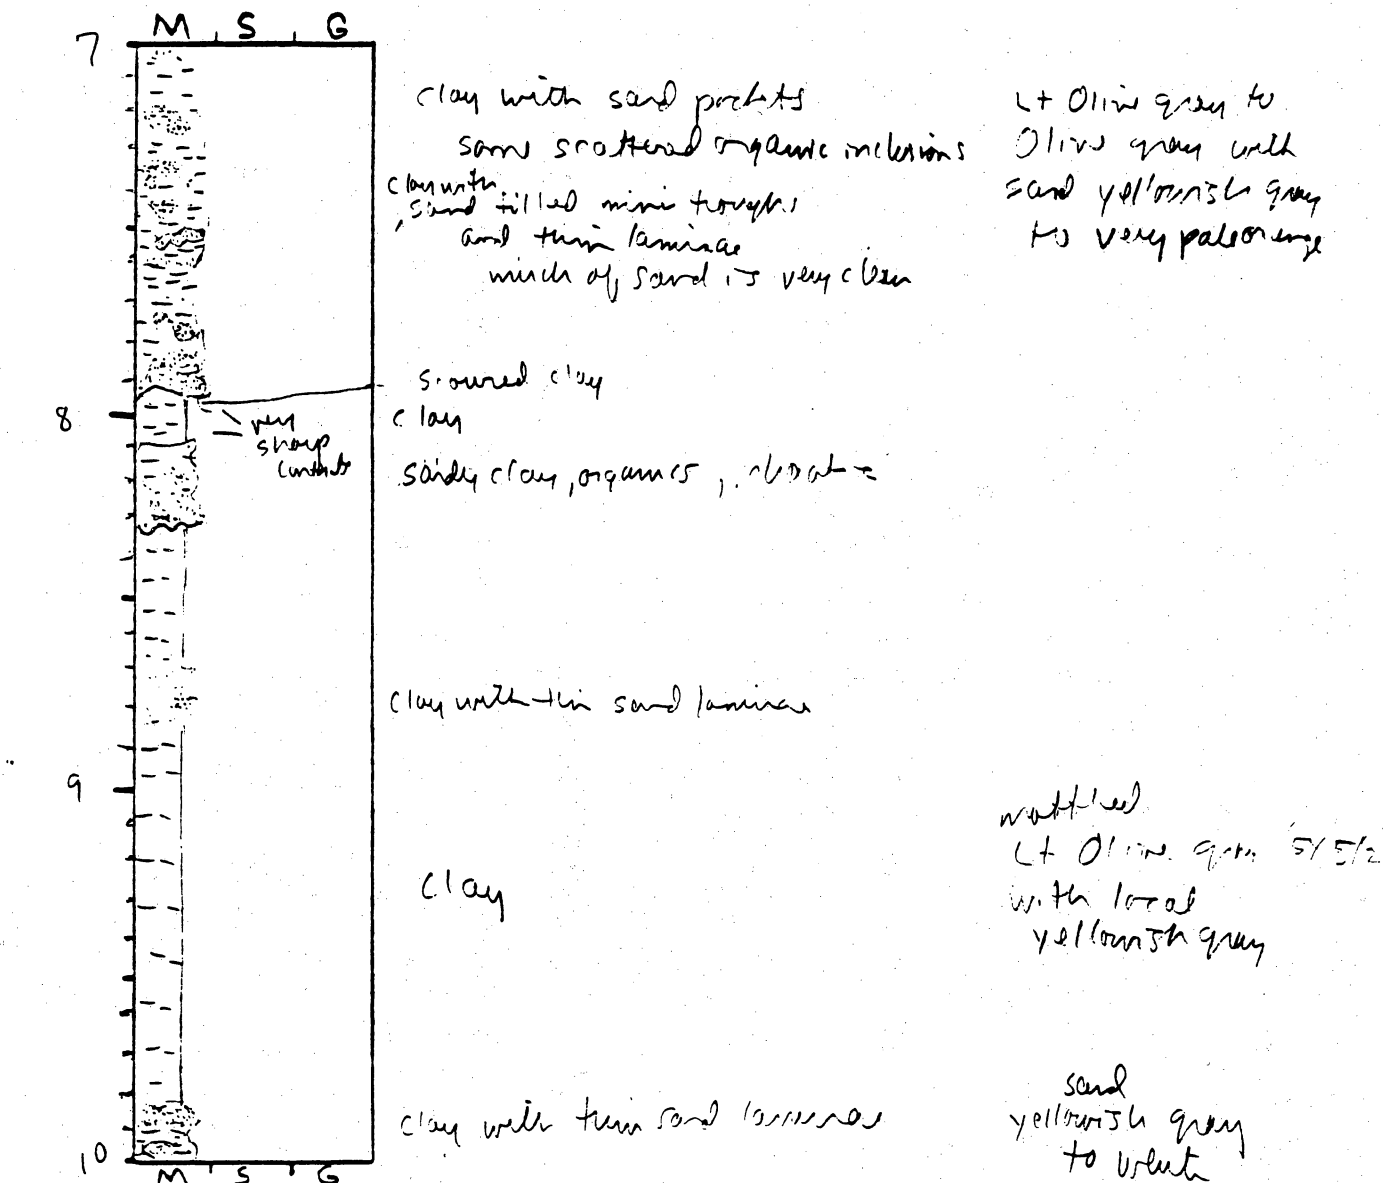 M S G
7
clay with sand pockets
some scattered organic inclusions
clay with
sand filled mini troughs
and thin laminae
much of sand is very clean
Lt Olive gray to
Olive gray with
sand yellowish gray
to very pale orange
scoured clay
8
clay
very
sharp
contacts
sandy clay, organics,
clay with thin sand laminae
9
clay
mottled
Lt Olive gray 5Y 5/2
with local
yellowish gray
clay with thin sand laminae
sand
yellowish gray
to white
10
M S G